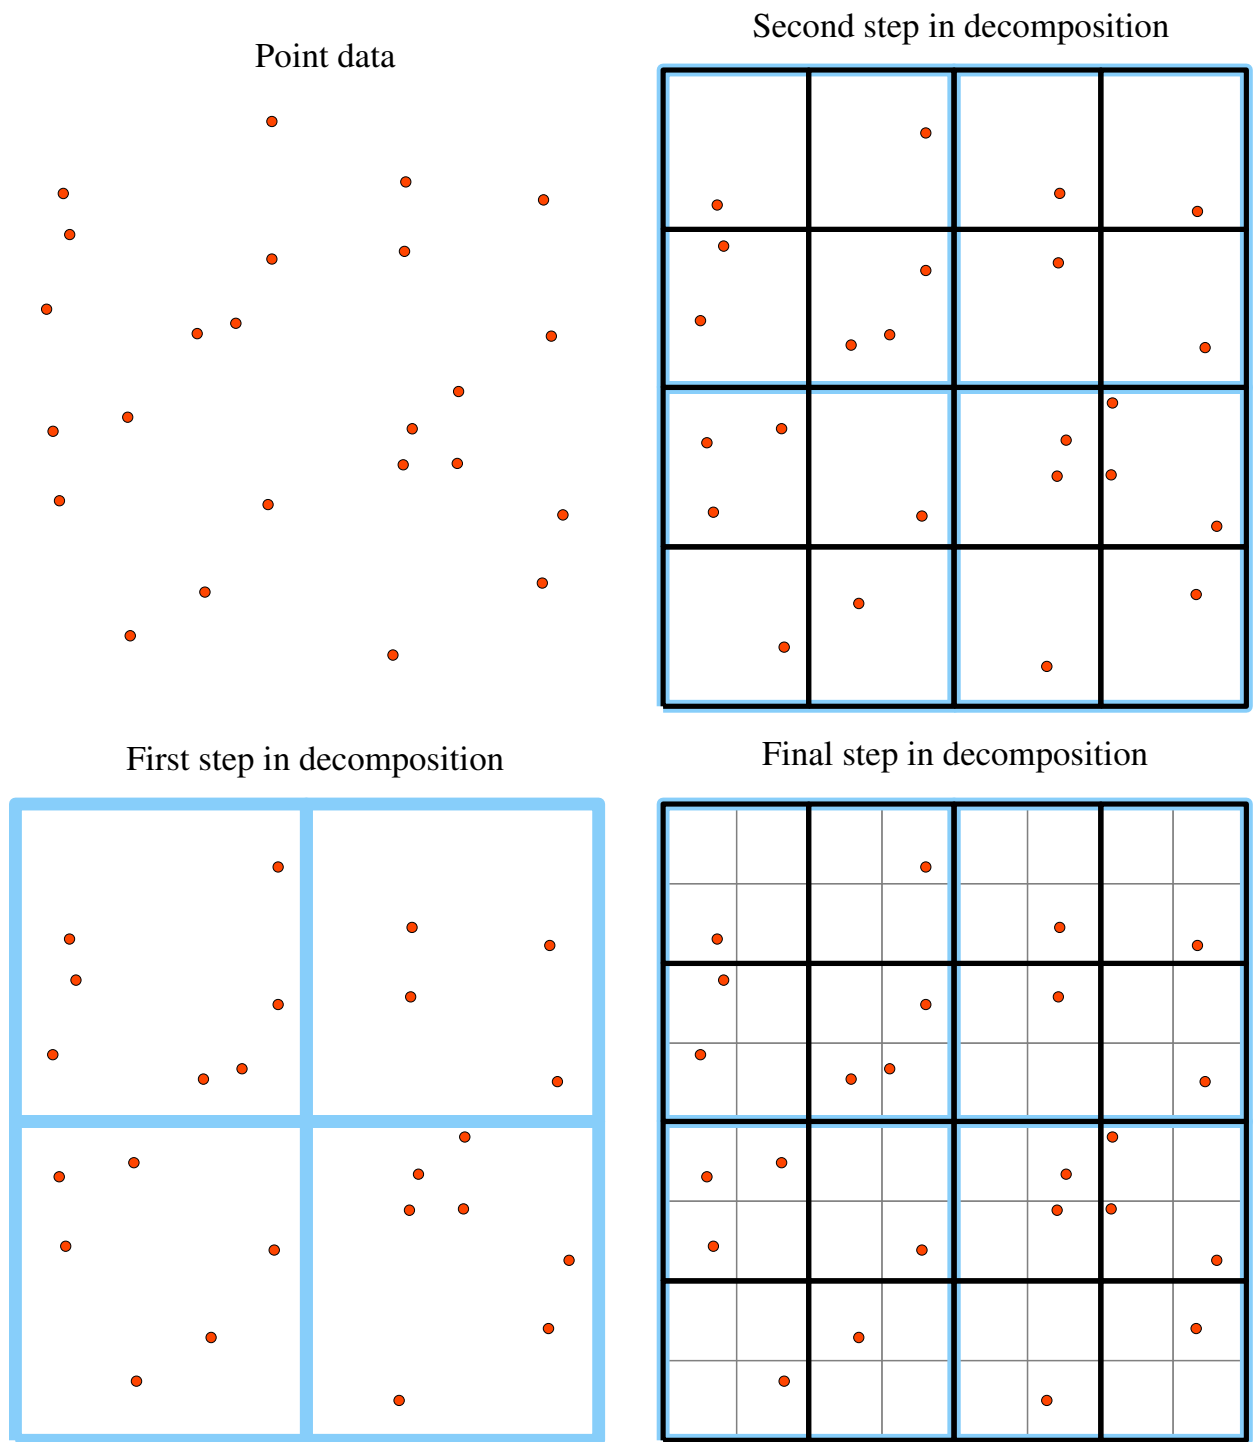 Point data
Second step in decomposition
First step in decomposition
Final step in decomposition